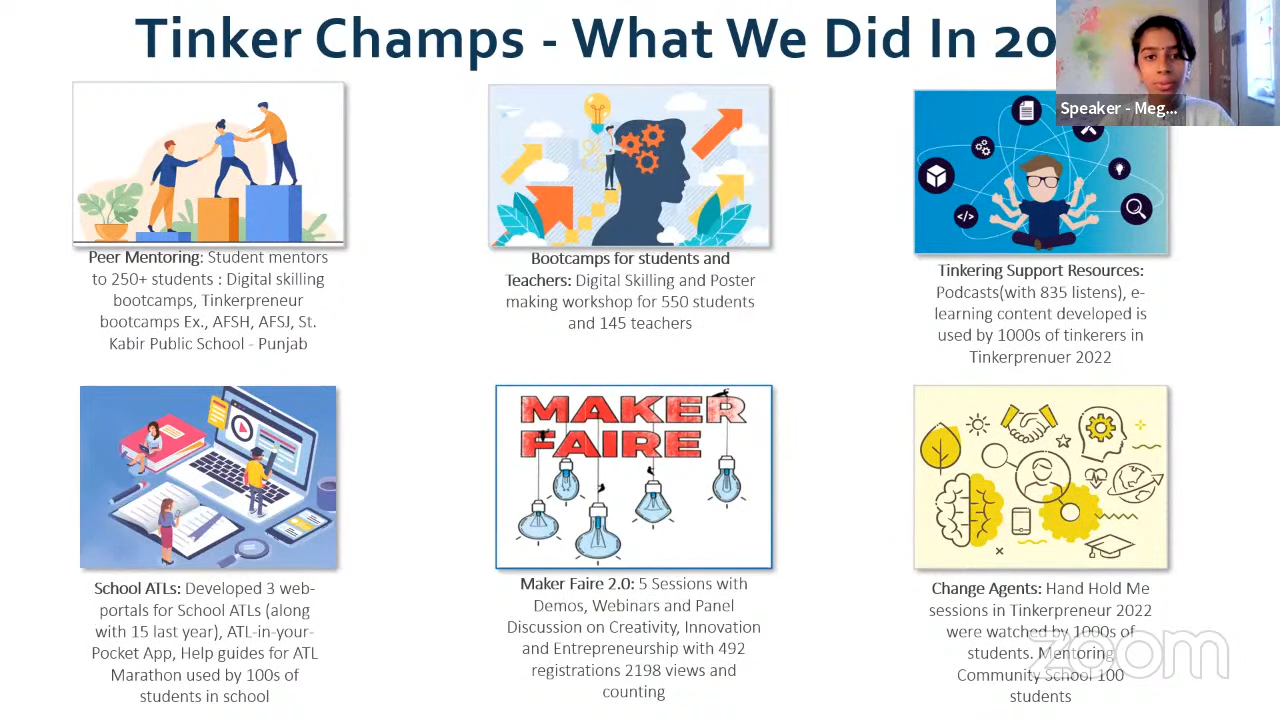 Tinker Champs - What We Did In 20
Speaker - Meg...
Peer Mentoring: Student mentors
to 250+ students : Digital skilling
bootcamps, Tinkerpreneur
bootcamps Ex., AFSH, AFSJ, St.
Kabir Public School - Punjab
Bootcamps for students and
Teachers: Digital Skilling and Poster
making workshop for 550 students
and 145 teachers
Tinkering Support Resources:
Podcasts(with 835 listens), e-
learning content developed is
used by 1000s of tinkerers in
Tinkerprenuer 2022
MAKER
FAIRE
School ATLs: Developed 3 web-
portals for School ATLs (along
with 15 last year), ATL-in-your-
Pocket App, Help guides for ATL
Marathon used by 100s of
students in school
Maker Faire 2.0: 5 Sessions with
Demos, Webinars and Panel
Discussion on Creativity, Innovation
and Entrepreneurship with 492
registrations 2198 views and
counting
Change Agents: Hand Hold Me
sessions in Tinkerpreneur 2022
were watched by 1000s of
students. Mentoring
Community School 100
students
zoom